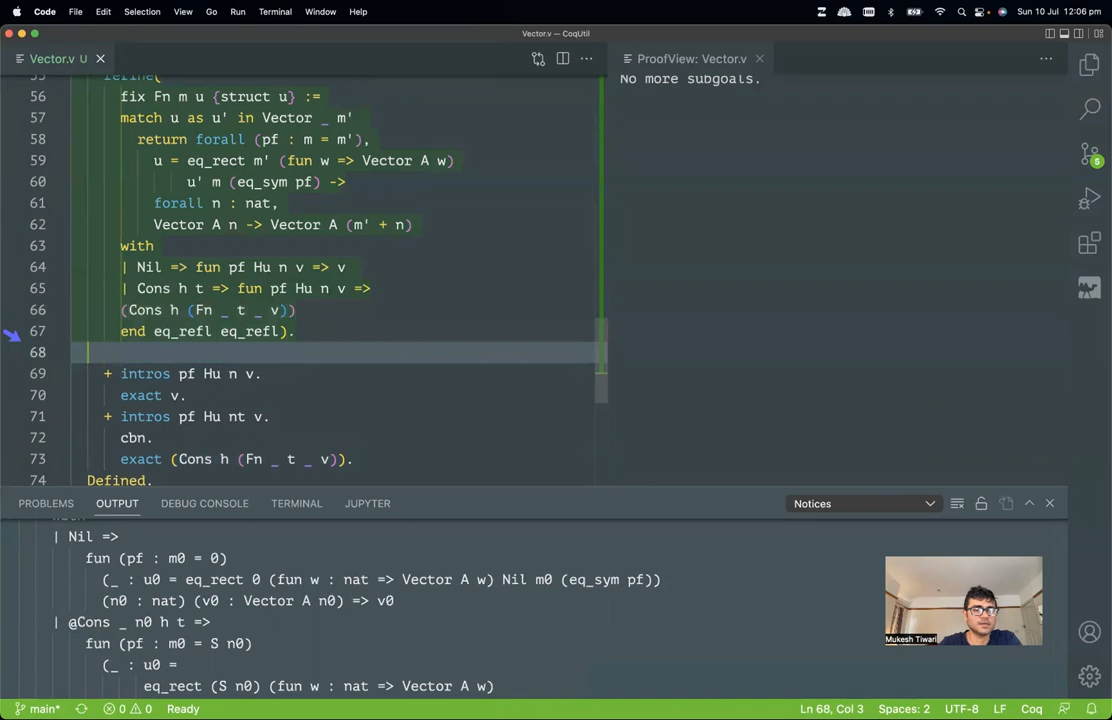 Code File Edit Selection View Go Run Terminal Window Help Sun 10 Jul 12:06 pm
Vector.v — CoqUtil
Vector.v U
ProofView: Vector.v
No more subgoals.
55 refine(
56 fix Fn m u {struct u} :=
57 match u as u' in Vector _ m'
58 return forall (pf : m = m'),
59 u = eq_rect m' (fun w => Vector A w)
60 u' m (eq_sym pf) ->
61 forall n : nat,
62 Vector A n -> Vector A (m' + n)
63 with
64 | Nil => fun pf Hu n v => v
65 | Cons h t => fun pf Hu n v =>
66 (Cons h (Fn _ t _ v))
67 end eq_refl eq_refl).
68
69 + intros pf Hu n v.
70 exact v.
71 + intros pf Hu nt v.
72 cbn.
73 exact (Cons h (Fn _ t _ v)).
74 Defined.
5
PROBLEMS OUTPUT DEBUG CONSOLE TERMINAL JUPYTER Notices
with
| Nil =>
fun (pf : m0 = 0)
(_ : u0 = eq_rect 0 (fun w : nat => Vector A w) Nil m0 (eq_sym pf))
(n0 : nat) (v0 : Vector A n0) => v0
| @Cons _ n0 h t =>
fun (pf : m0 = S n0)
(_ : u0 =
eq_rect (S n0) (fun w : nat => Vector A w)
Mukesh Tiwari
main* 0 0 Ready Ln 68, Col 3 Spaces: 2 UTF-8 LF Coq